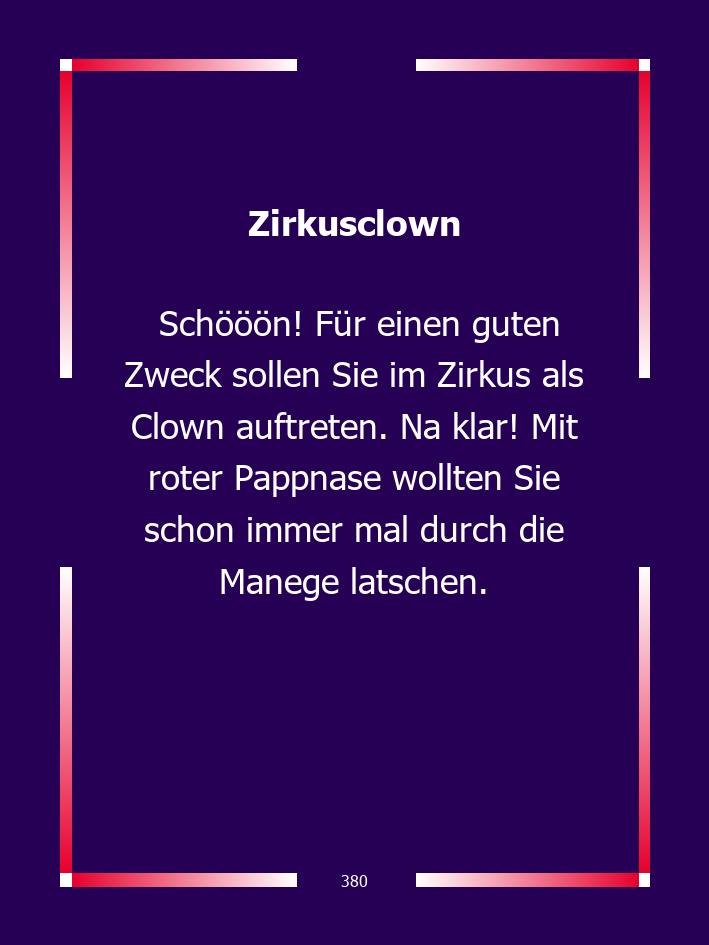 Zirkusclown
Schööön! Für einen guten
Zweck sollen Sie im Zirkus als
Clown auftreten. Na klar! Mit
roter Pappnase wollten Sie
schon immer mal durch die
Manege latschen.
380